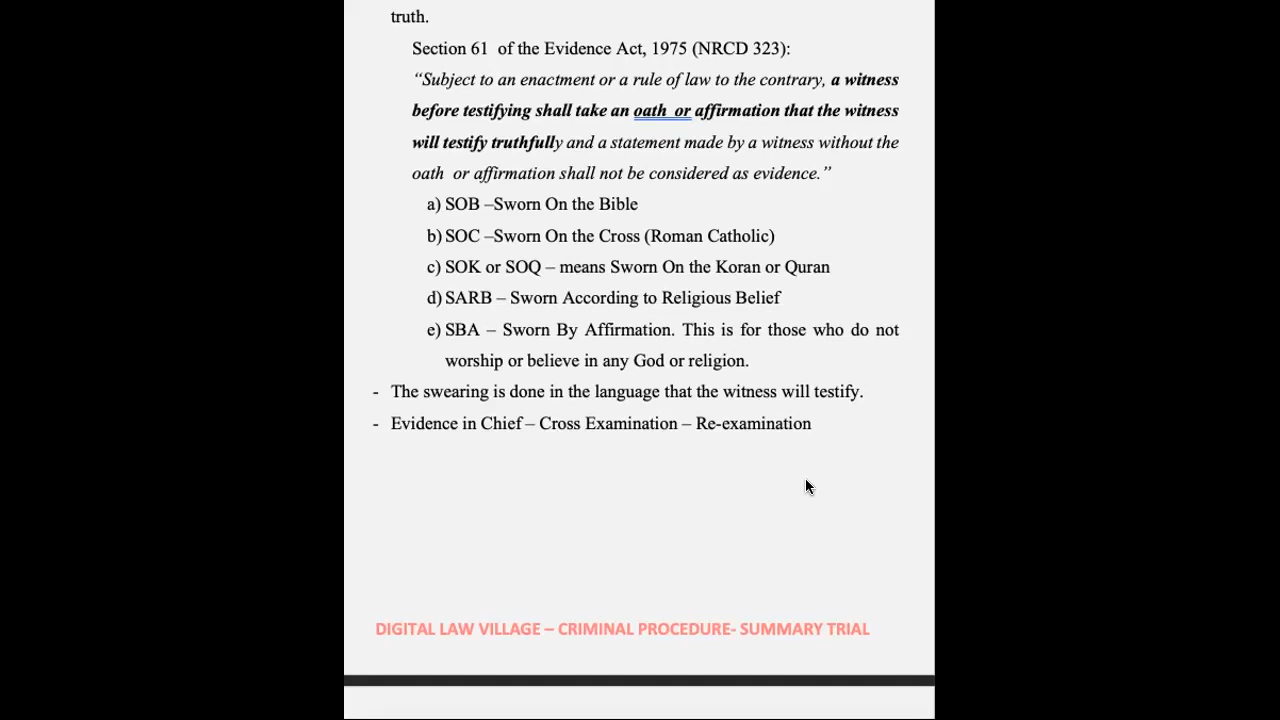 truth.
Section 61 of the Evidence Act, 1975 (NRCD 323):
“Subject to an enactment or a rule of law to the contrary, a witness
before testifying shall take an oath or affirmation that the witness
will testify truthfully and a statement made by a witness without the
oath or affirmation shall not be considered as evidence.”
a) SOB –Sworn On the Bible
b) SOC –Sworn On the Cross (Roman Catholic)
c) SOK or SOQ – means Sworn On the Koran or Quran
d) SARB – Sworn According to Religious Belief
e) SBA – Sworn By Affirmation. This is for those who do not
worship or believe in any God or religion.
- The swearing is done in the language that the witness will testify.
- Evidence in Chief – Cross Examination – Re-examination
DIGITAL LAW VILLAGE – CRIMINAL PROCEDURE- SUMMARY TRIAL